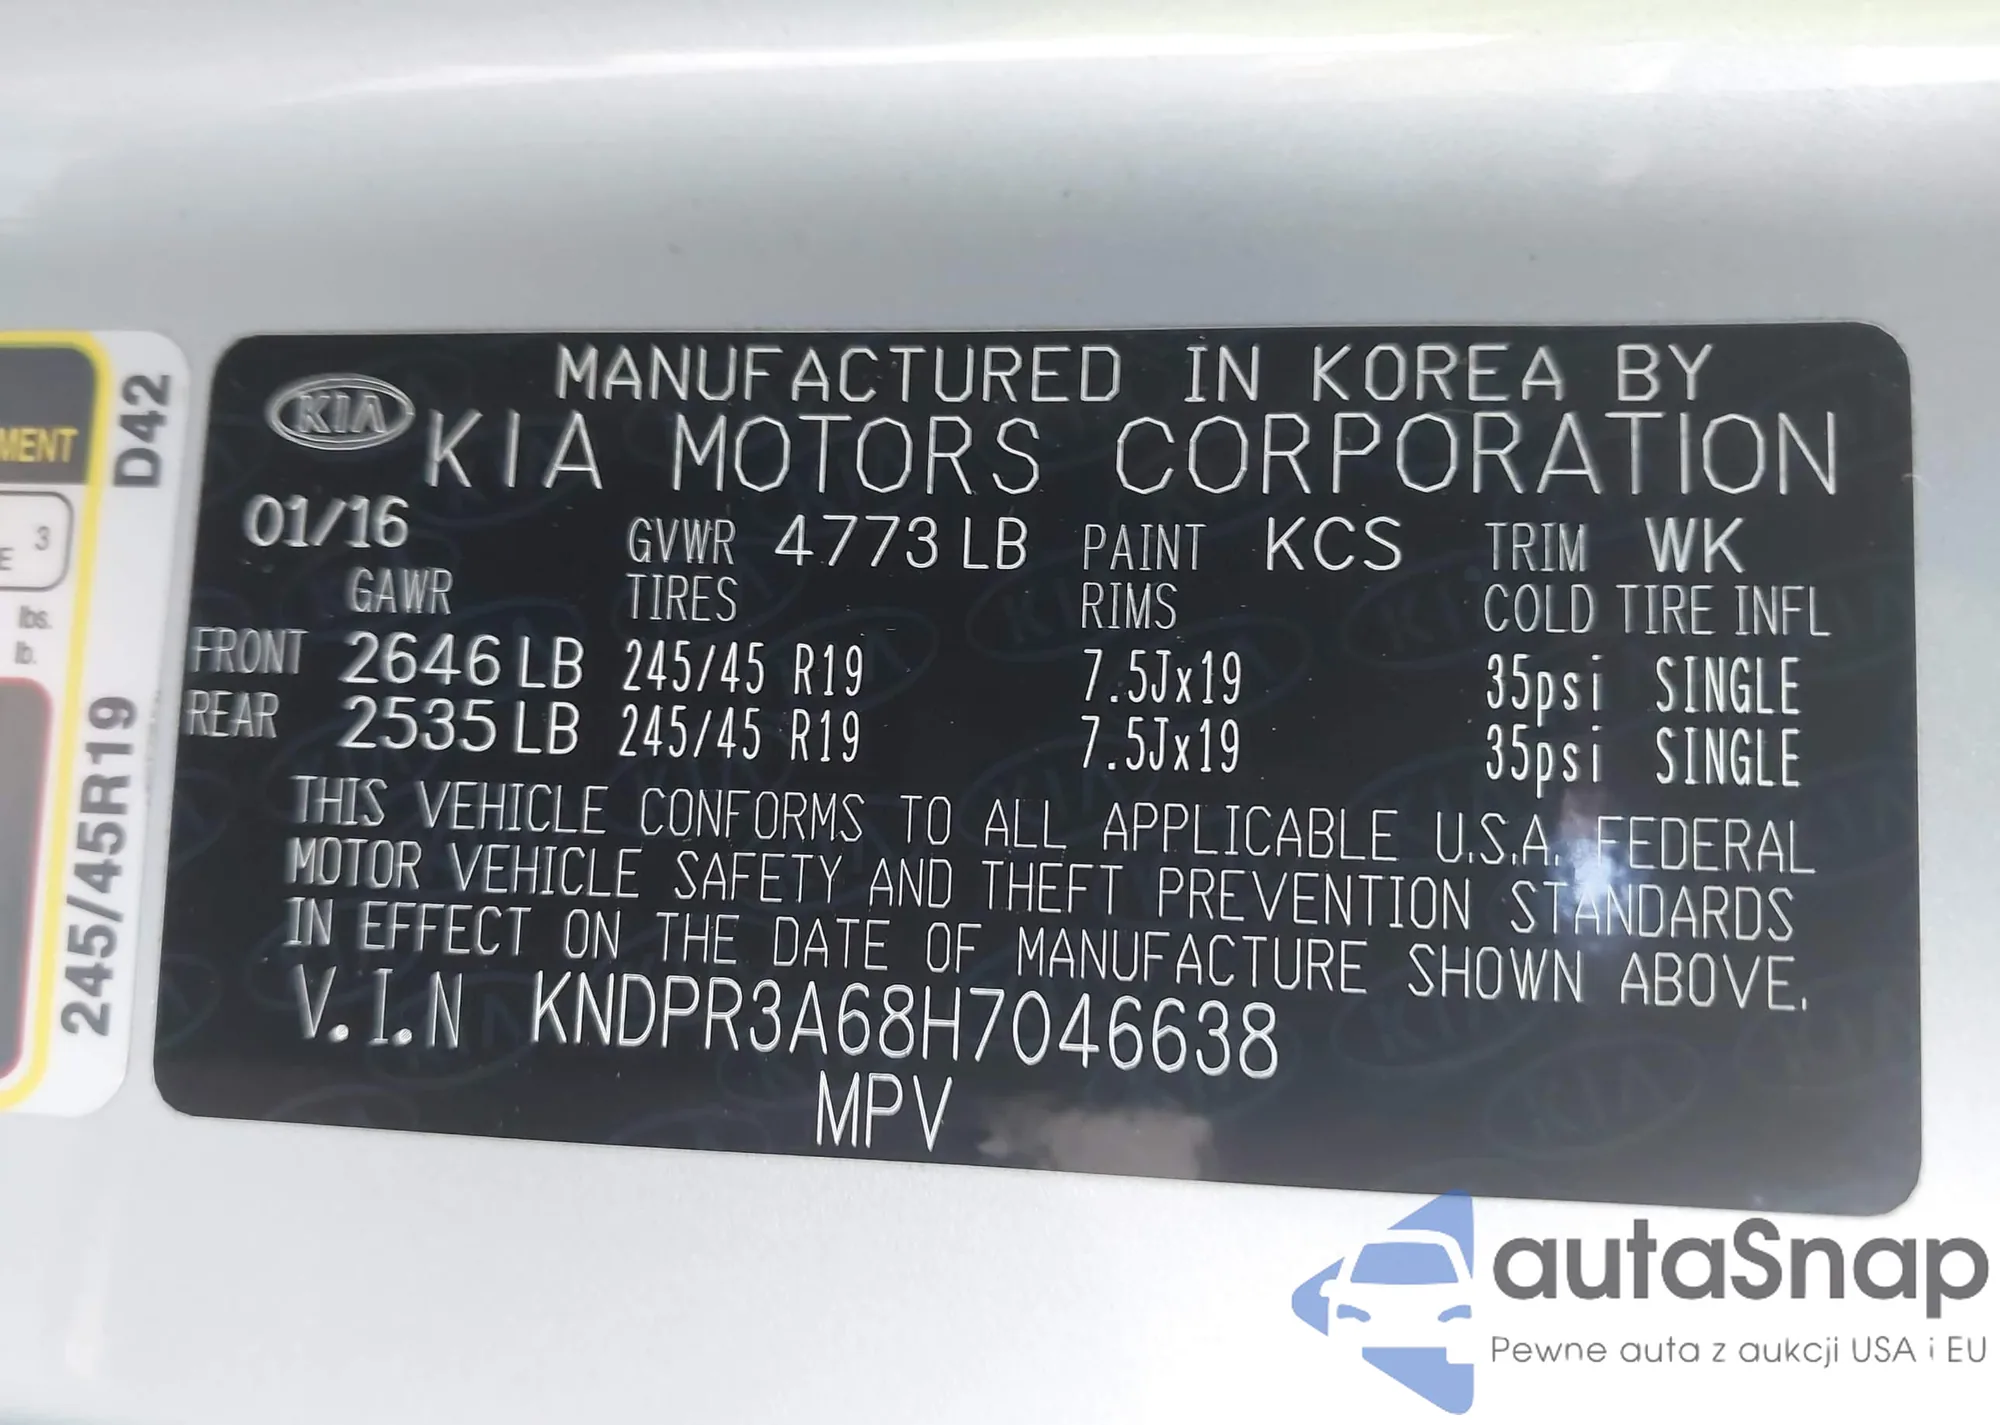 MENT
3
E
lbs.
lb.
D42
245/45R19
KIA
MANUFACTURED IN KOREA BY
KIA MOTORS CORPORATION
01/16 GVWR 4773 LB PAINT KCS TRIM WK
GAWR TIRES RIMS COLD TIRE INFL
FRONT 2646 LB 245/45 R19 7.5Jx19 35psi SINGLE
REAR 2535 LB 245/45 R19 7.5Jx19 35psi SINGLE
THIS VEHICLE CONFORMS TO ALL APPLICABLE U.S.A. FEDERAL
MOTOR VEHICLE SAFETY AND THEFT PREVENTION STANDARDS
IN EFFECT ON THE DATE OF MANUFACTURE SHOWN ABOVE.
V.I.N KNDPR3A68H7046638
MPV
autaSnap
Pewne auta z aukcji USA i EU